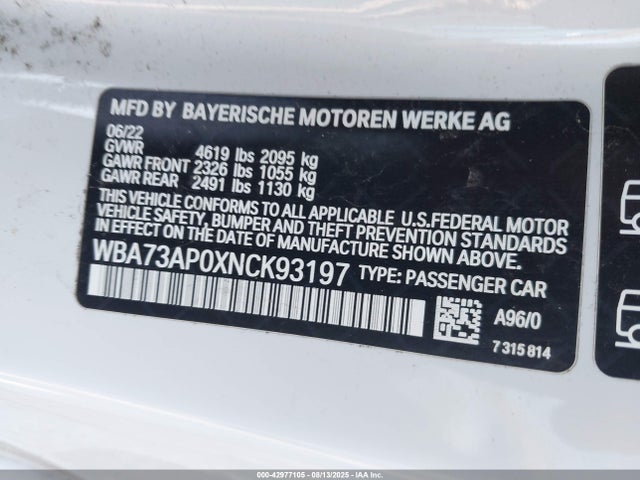 MFD BY BAYERISCHE MOTOREN WERKE AG
06/22
GVWR 4619 lbs 2095 kg
GAWR FRONT 2326 lbs 1055 kg
GAWR REAR 2491 lbs 1130 kg
THIS VEHICLE CONFORMS TO ALL APPLICABLE U.S.FEDERAL MOTOR
VEHICLE SAFETY, BUMPER AND THEFT PREVENTION STANDARDS
IN EFFECT ON THE DATE OF MANUFACTURE SHOWN ABOVE.
WBA73AP0XNCK93197 TYPE: PASSENGER CAR
A96/0
7 315 814
000-42977105 - 08/13/2025 - IAA Inc.